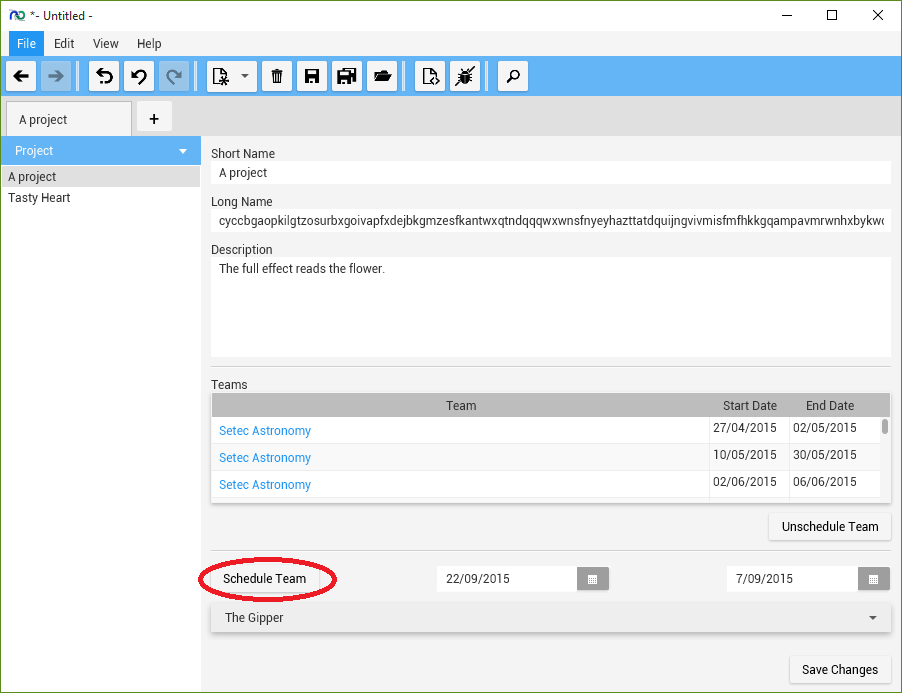 *- Untitled -
File Edit View Help
A project +
Project
A project
Tasty Heart
Short Name
A project
Long Name
Description
The full effect reads the flower.
Teams
Team Start Date End Date
Setec Astronomy 27/04/2015 02/05/2015
Setec Astronomy 10/05/2015 30/05/2015
Setec Astronomy 02/06/2015 06/06/2015
Unschedule Team
Schedule Team 22/09/2015 7/09/2015
The Gipper
Save Changes